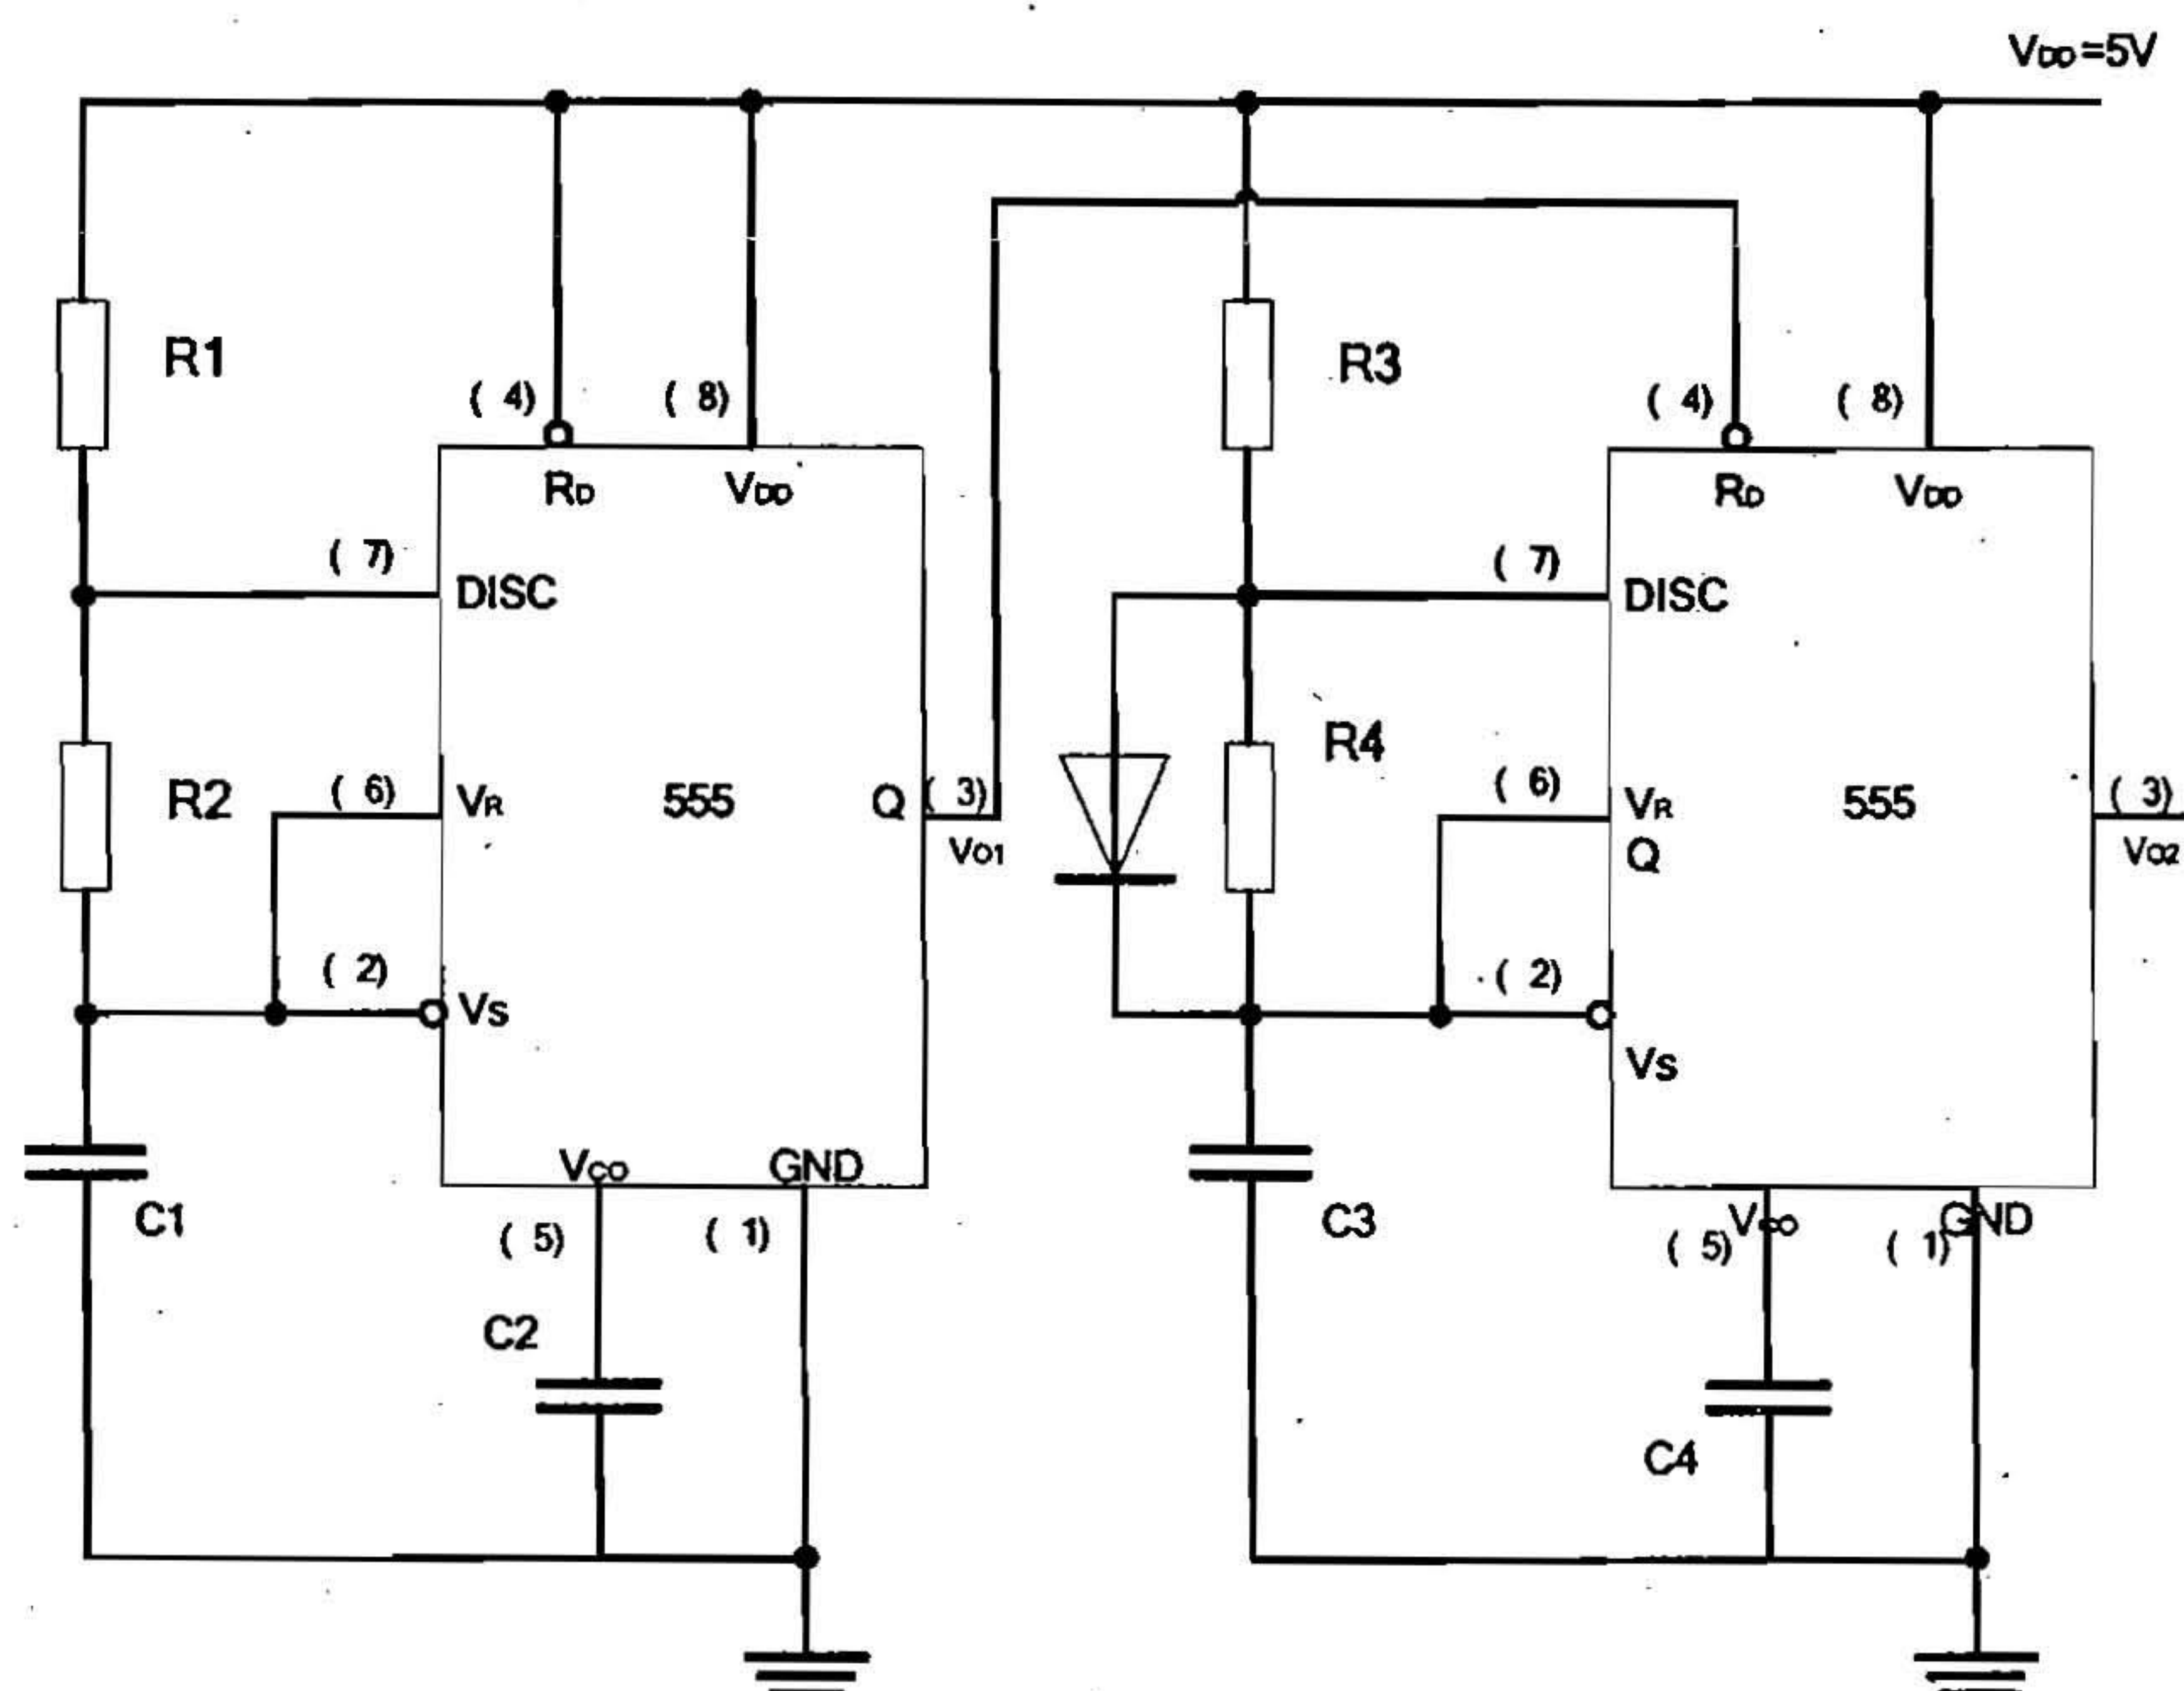 VDD=5V
R1
R3
( 4)
( 8)
( 4)
( 8)
RD
VDD
RD
VDD
( 7)
( 7)
DISC
DISC
R4
R2
( 6)
VR
555
Q
( 3)
VO1
( 6)
VR
Q
555
( 3)
VO2
( 2)
VS
( 2)
VS
VCO
GND
C1
( 5)
( 1)
C3
VCO
GND
( 5)
( 1)
C2
C4